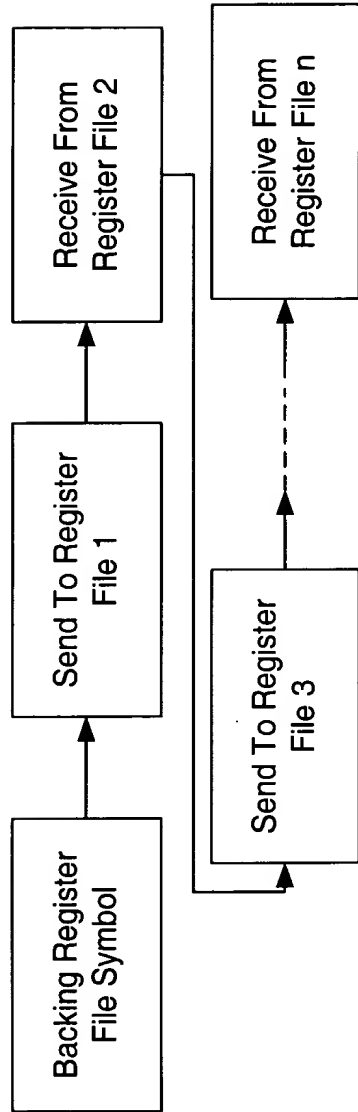 Backing Register
File Symbol
Send To Register
File 1
Receive From
Register File 2
Send To Register
File 3
Receive From
Register File n